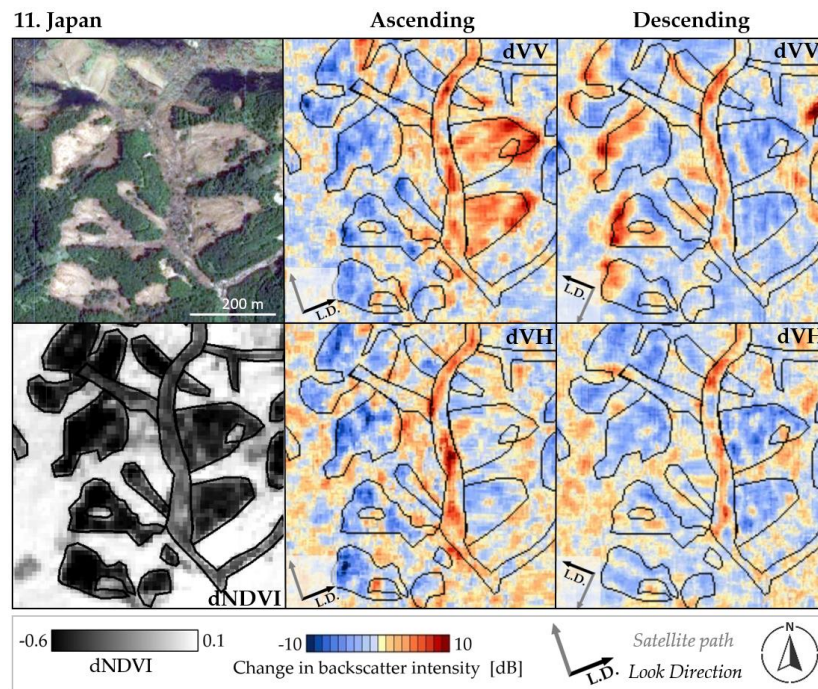 11. Japan
Ascending
Descending
dVV
dVV
200 m
L.D.
L.D.
dVH
dVH
dNDVI
L.D.
L.D.
-0.6
0.1
dNDVI
-10
10
Change in backscatter intensity [dB]
Satellite path
L.D. Look Direction
N